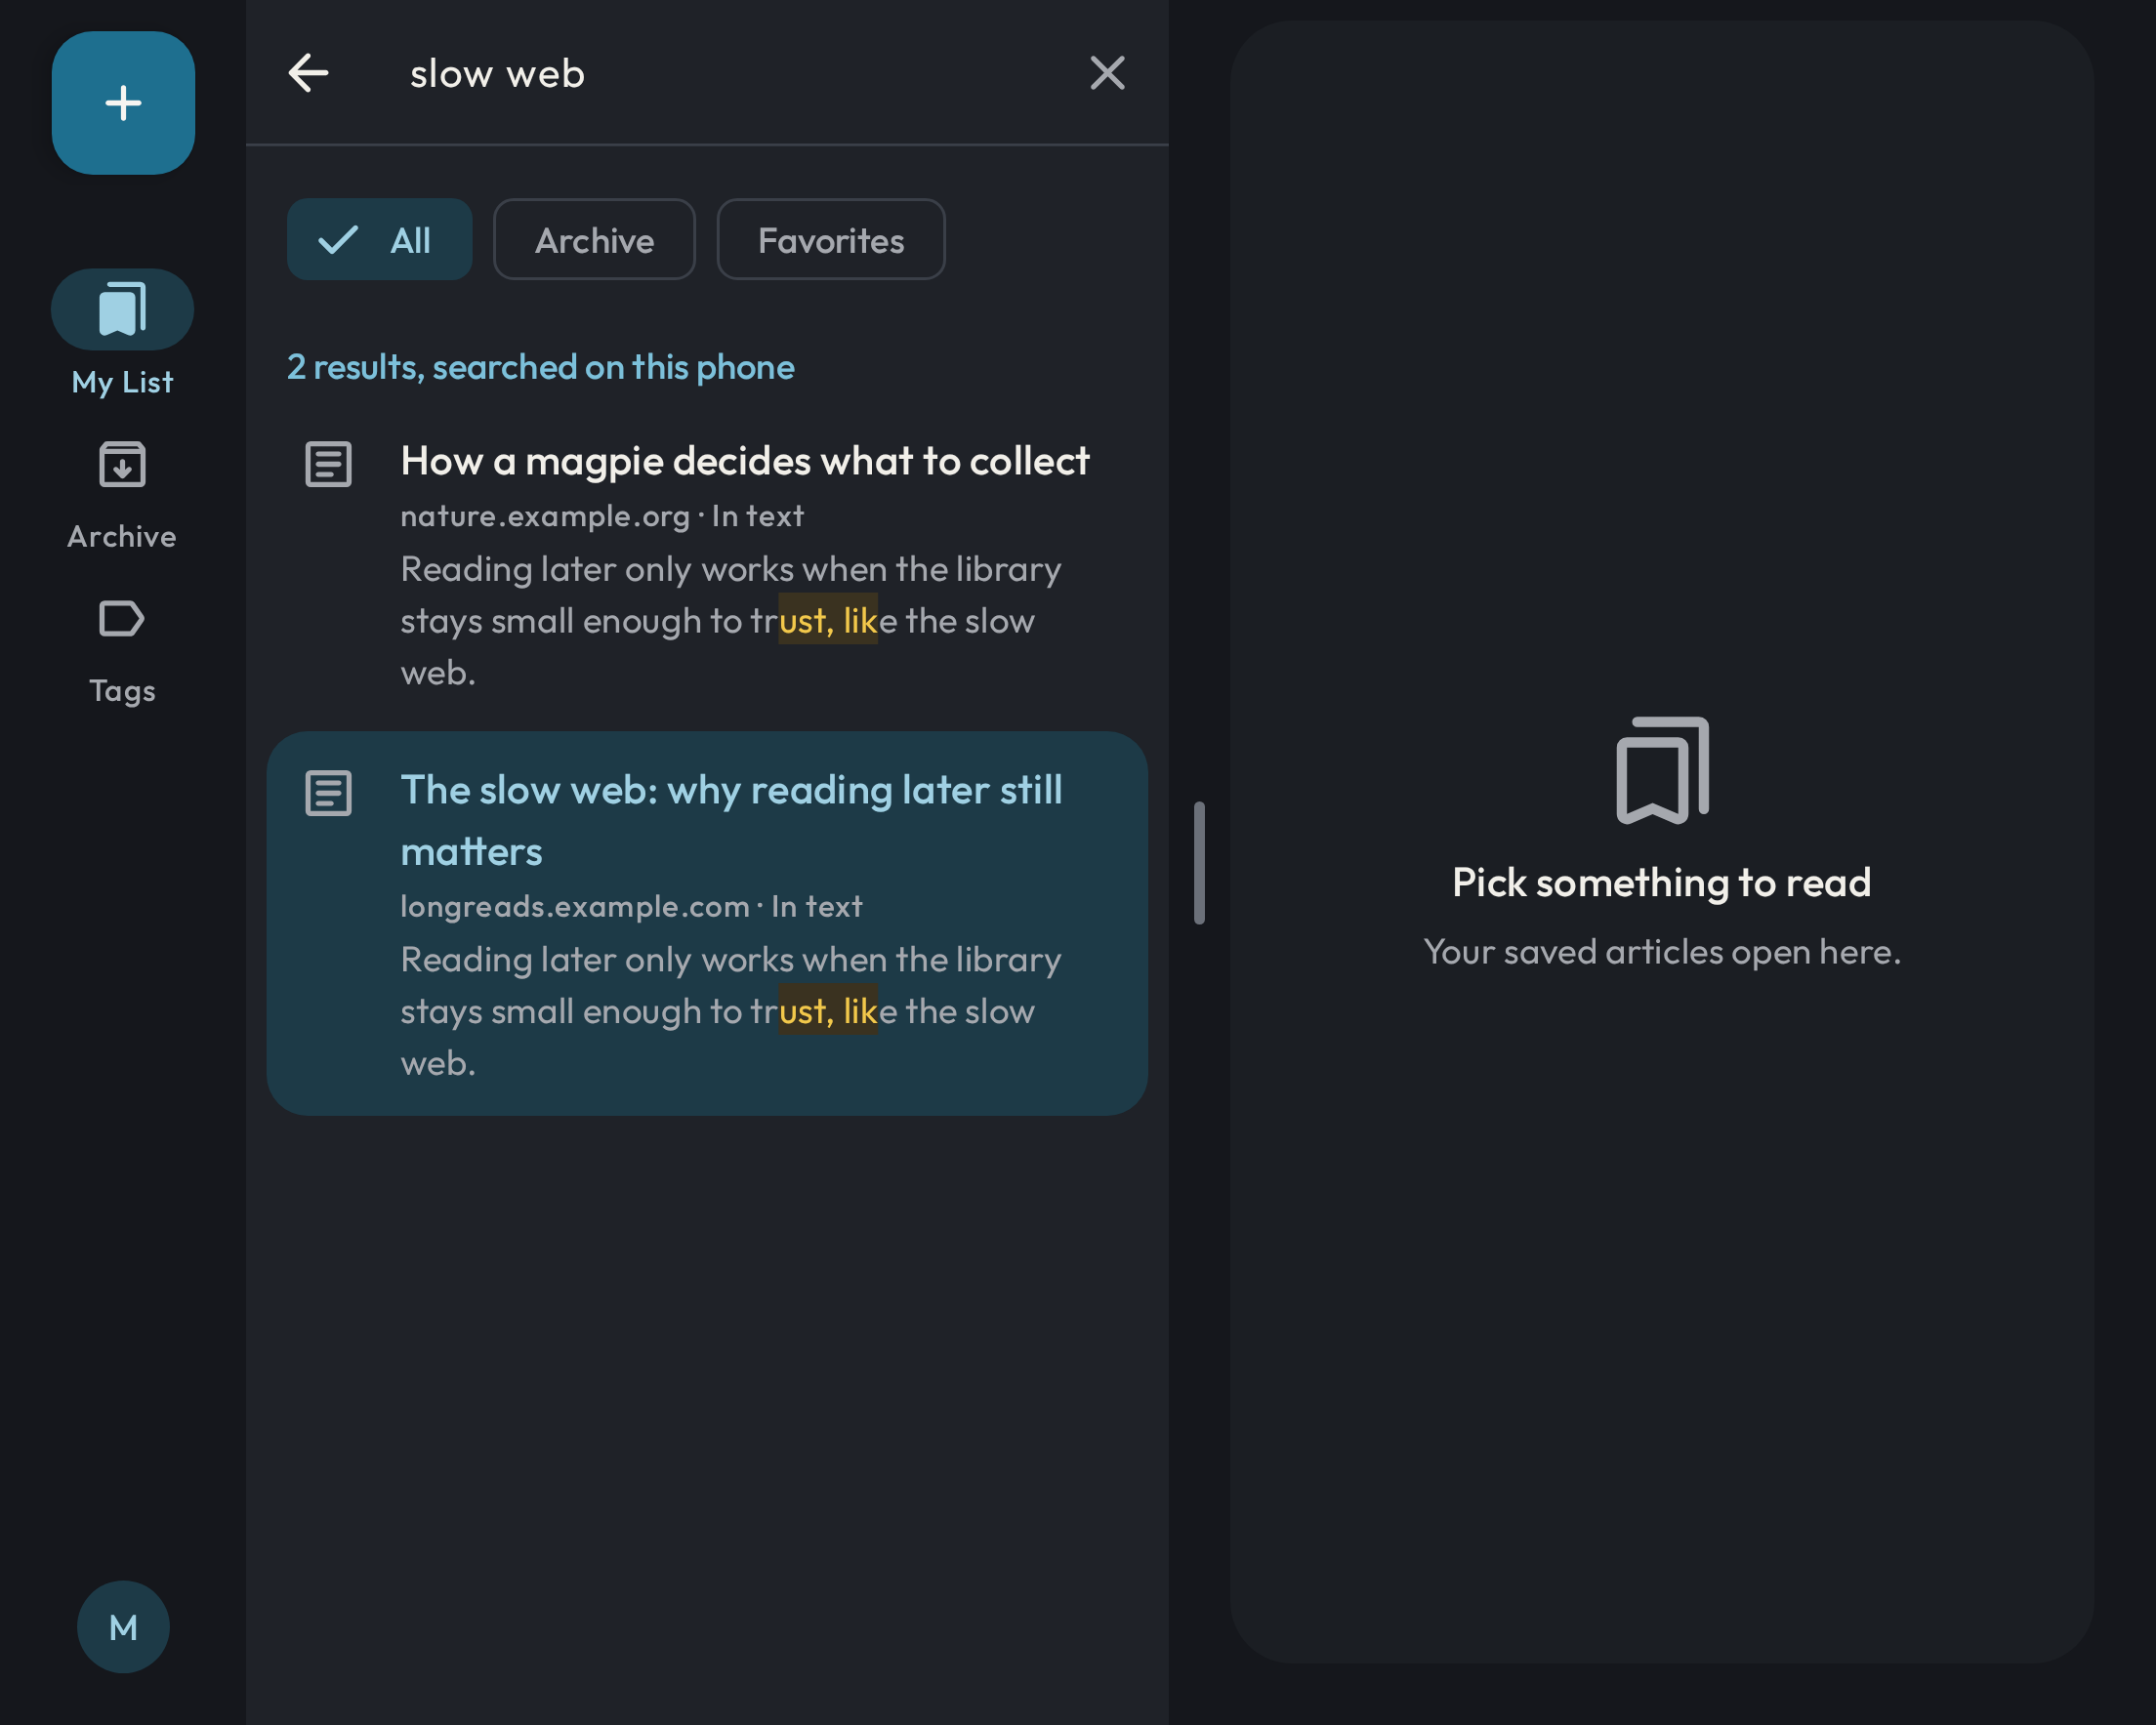 slow web
All
Archive
Favorites
My List
Archive
Tags
2 results, searched on this phone
How a magpie decides what to collect
nature.example.org · In text
Reading later only works when the library
stays small enough to trust, like the slow
web.
The slow web: why reading later still
matters
longreads.example.com · In text
Reading later only works when the library
stays small enough to trust, like the slow
web.
Pick something to read
Your saved articles open here.
M